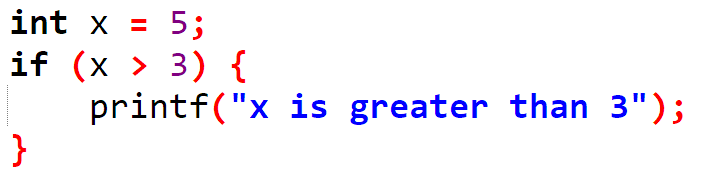 int x = 5;
if (x > 3) {
    printf("x is greater than 3");
}